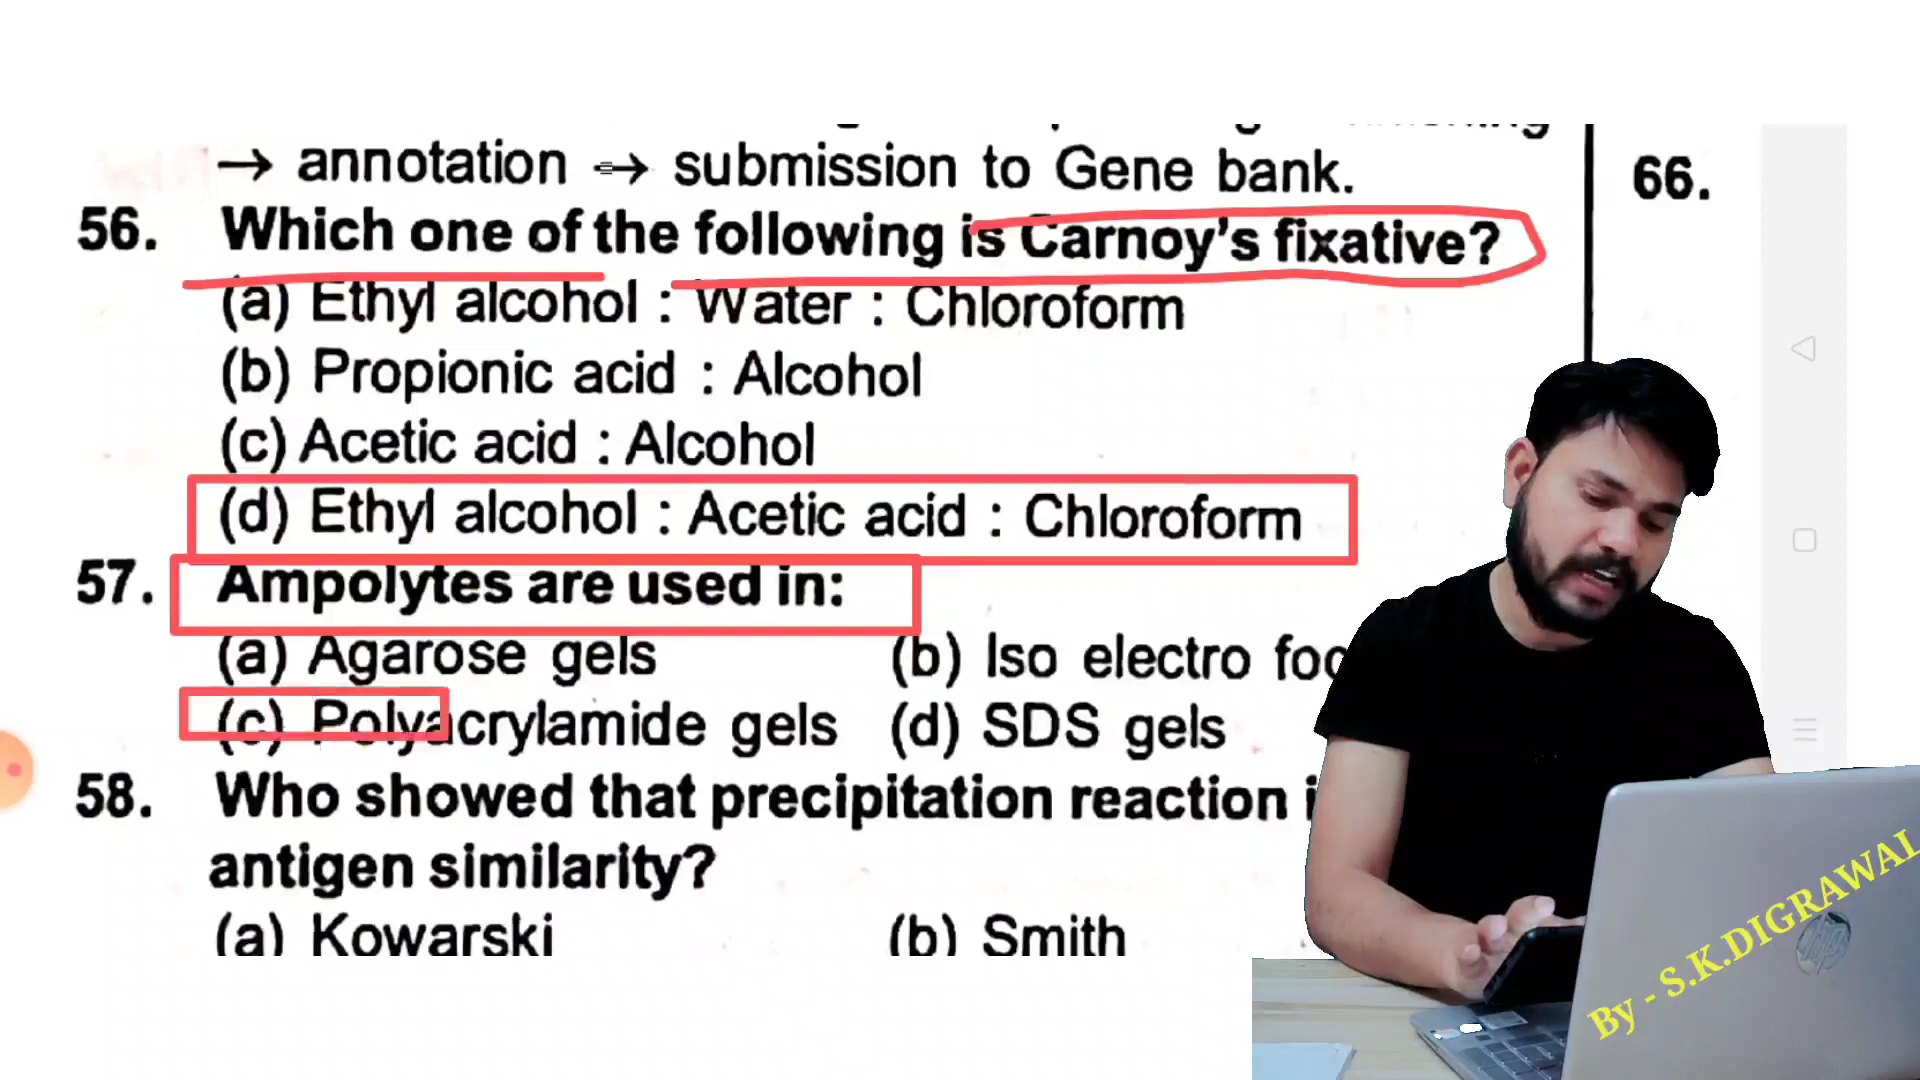 → annotation → submission to Gene bank.
56. Which one of the following is Carnoy's fixative?
(a) Ethyl alcohol : Water : Chloroform
(b) Propionic acid : Alcohol
(c) Acetic acid : Alcohol
(d) Ethyl alcohol : Acetic acid : Chloroform
57. Ampolytes are used in:
(a) Agarose gels (b) Iso electro
(c) Polyacrylamide gels (d) SDS gels
58. Who showed that precipitation reaction
antigen similarity?
(a) Kowarski (b) Smith
66.
By - S.K.DIGRAWAL
hp